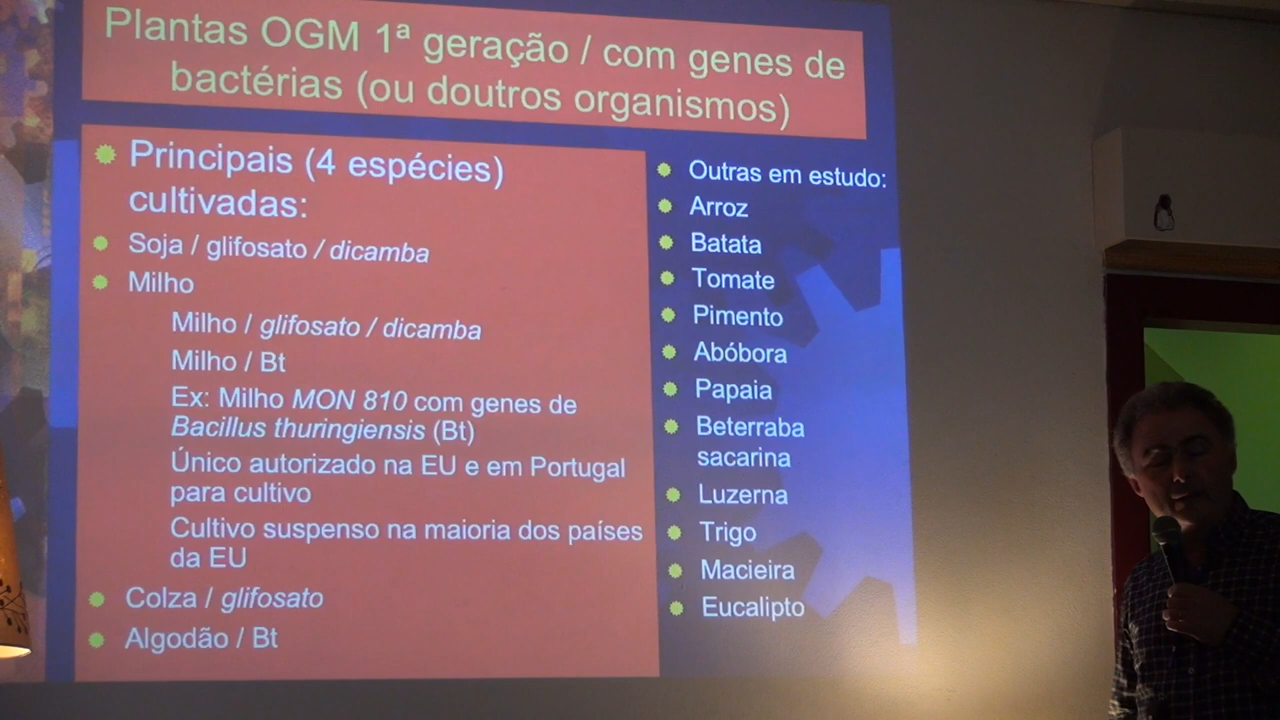 Plantas OGM 1ª geração / com genes de
bactérias (ou doutros organismos)
Principais (4 espécies)
cultivadas:
Soja / glifosato / dicamba
Milho
Milho / glifosato / dicamba
Milho / Bt
Ex: Milho MON 810 com genes de
Bacillus thuringiensis (Bt)
Único autorizado na EU e em Portugal
para cultivo
Cultivo suspenso na maioria dos países
da EU
Colza / glifosato
Algodão / Bt
Outras em estudo:
Arroz
Batata
Tomate
Pimento
Abóbora
Papaia
Beterraba
sacarina
Luzerna
Trigo
Macieira
Eucalipto